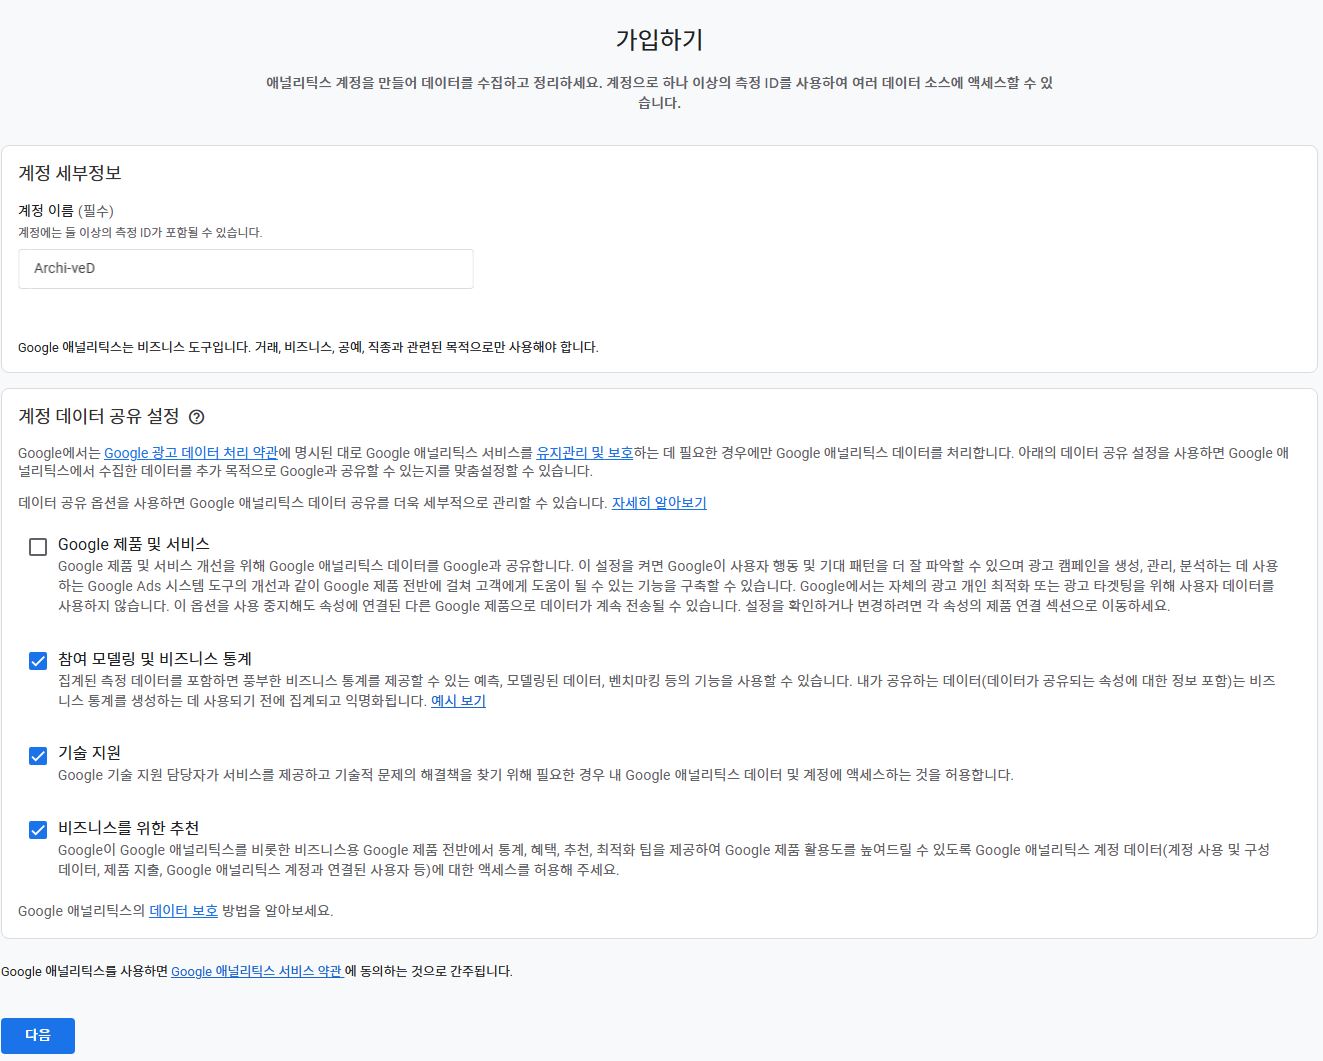 가입하기
애널리틱스 계정을 만들어 데이터를 수집하고 정리하세요. 계정으로 하나 이상의 측정 ID를 사용하여 여러 데이터 소스에 액세스할 수 있
습니다.
계정 세부정보
계정 이름 (필수)
계정에는 둘 이상의 측정 ID가 포함될 수 있습니다.
Archi-veD
Google 애널리틱스는 비즈니스 도구입니다. 거래, 비즈니스, 공예, 직종과 관련된 목적으로만 사용해야 합니다.
계정 데이터 공유 설정
Google에서는 Google 광고 데이터 처리 약관에 명시된 대로 Google 애널리틱스 서비스를 유지관리 및 보호하는 데 필요한 경우에만 Google 애널리틱스 데이터를 처리합니다. 아래의 데이터 공유 설정을 사용하면 Google 애
널리틱스에서 수집한 데이터를 추가 목적으로 Google과 공유할 수 있는지를 맞춤설정할 수 있습니다.
데이터 공유 옵션을 사용하면 Google 애널리틱스 데이터 공유를 더욱 세부적으로 관리할 수 있습니다. 자세히 알아보기
Google 제품 및 서비스
Google 제품 및 서비스 개선을 위해 Google 애널리틱스 데이터를 Google과 공유합니다. 이 설정을 켜면 Google이 사용자 행동 및 기대 패턴을 더 잘 파악할 수 있으며 광고 캠페인을 생성, 관리, 분석하는 데 사용
하는 Google Ads 시스템 도구의 개선과 같이 Google 제품 전반에 걸쳐 고객에게 도움이 될 수 있는 기능을 구축할 수 있습니다. Google에서는 자체의 광고 개인 최적화 또는 광고 타겟팅을 위해 사용자 데이터를
사용하지 않습니다. 이 옵션을 사용 중지해도 속성에 연결된 다른 Google 제품으로 데이터가 계속 전송될 수 있습니다. 설정을 확인하거나 변경하려면 각 속성의 제품 연결 섹션으로 이동하세요.
참여 모델링 및 비즈니스 통계
집계된 측정 데이터를 포함하면 풍부한 비즈니스 통계를 제공할 수 있는 예측, 모델링된 데이터, 벤치마킹 등의 기능을 사용할 수 있습니다. 내가 공유하는 데이터(데이터가 공유되는 속성에 대한 정보 포함)는 비즈
니스 통계를 생성하는 데 사용되기 전에 집계되고 익명화됩니다. 예시 보기
기술 지원
Google 기술 지원 담당자가 서비스를 제공하고 기술적 문제의 해결책을 찾기 위해 필요한 경우 내 Google 애널리틱스 데이터 및 계정에 액세스하는 것을 허용합니다.
비즈니스를 위한 추천
Google이 Google 애널리틱스를 비롯한 비즈니스용 Google 제품 전반에서 통계, 혜택, 추천, 최적화 팁을 제공하여 Google 제품 활용도를 높여드릴 수 있도록 Google 애널리틱스 계정 데이터(계정 사용 및 구성
데이터, 제품 지출, Google 애널리틱스 계정과 연결된 사용자 등)에 대한 액세스를 허용해 주세요.
Google 애널리틱스의 데이터 보호 방법을 알아보세요.
Google 애널리틱스를 사용하면 Google 애널리틱스 서비스 약관 에 동의하는 것으로 간주됩니다.
다음